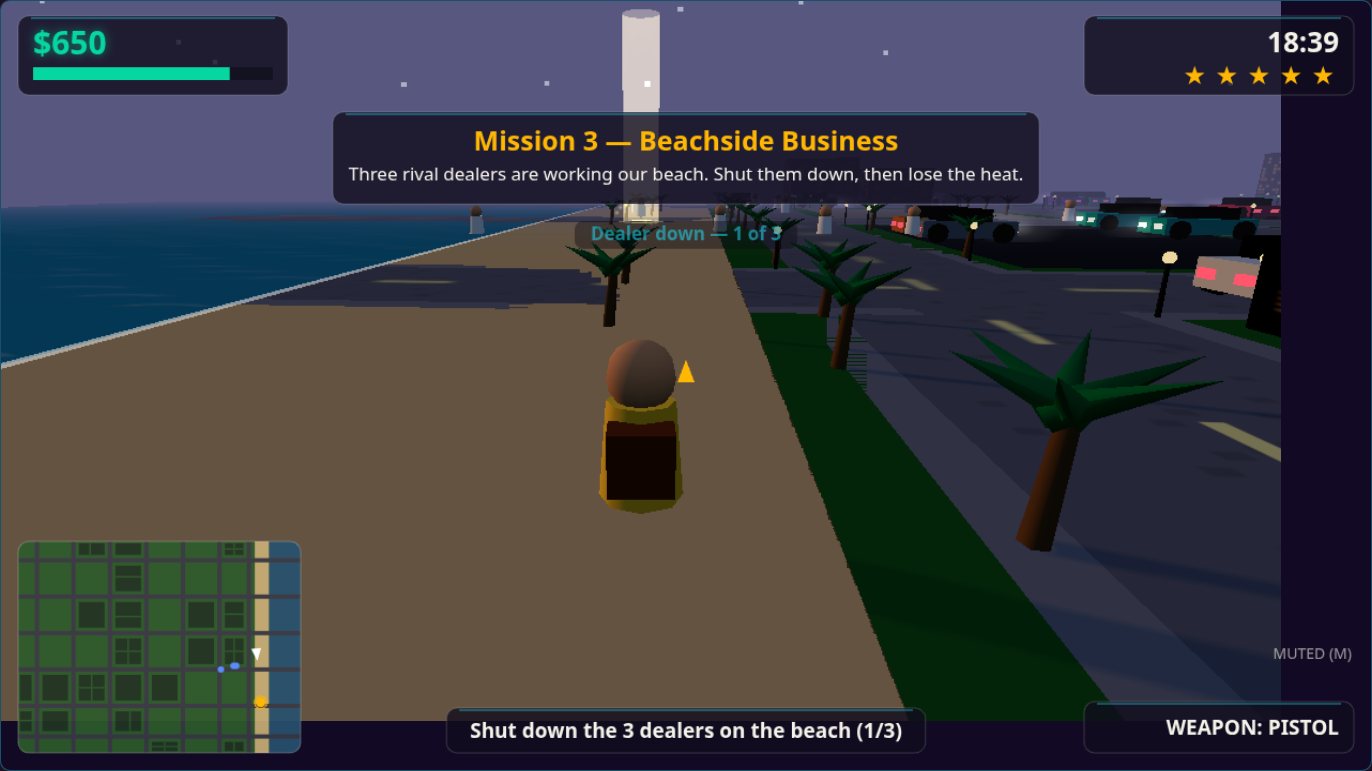 $650
18:39
★ ★ ★ ★ ★
Mission 3 — Beachside Business
Three rival dealers are working our beach. Shut them down, then lose the heat.
Dealer down — 1 of 3
MUTED (M)
Shut down the 3 dealers on the beach (1/3)
WEAPON: PISTOL